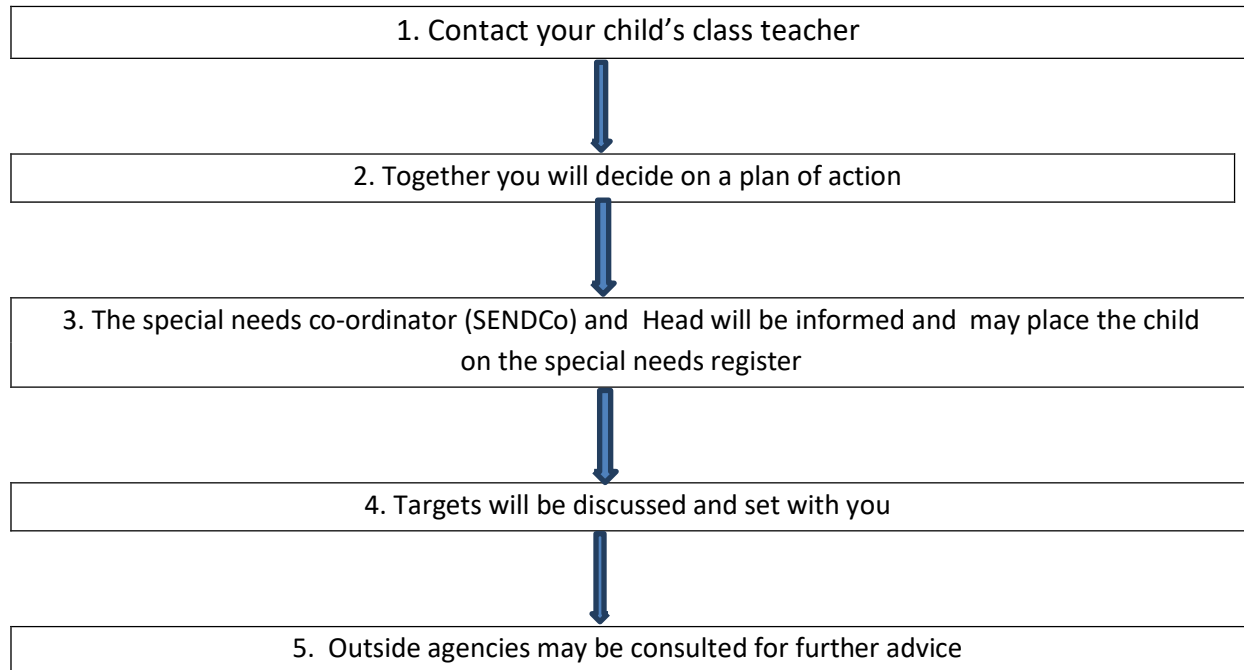 1. Contact your child’s class teacher
2. Together you will decide on a plan of action
3. The special needs co-ordinator (SENDCo) and Head will be informed and may place the child
on the special needs register
4. Targets will be discussed and set with you
5. Outside agencies may be consulted for further advice